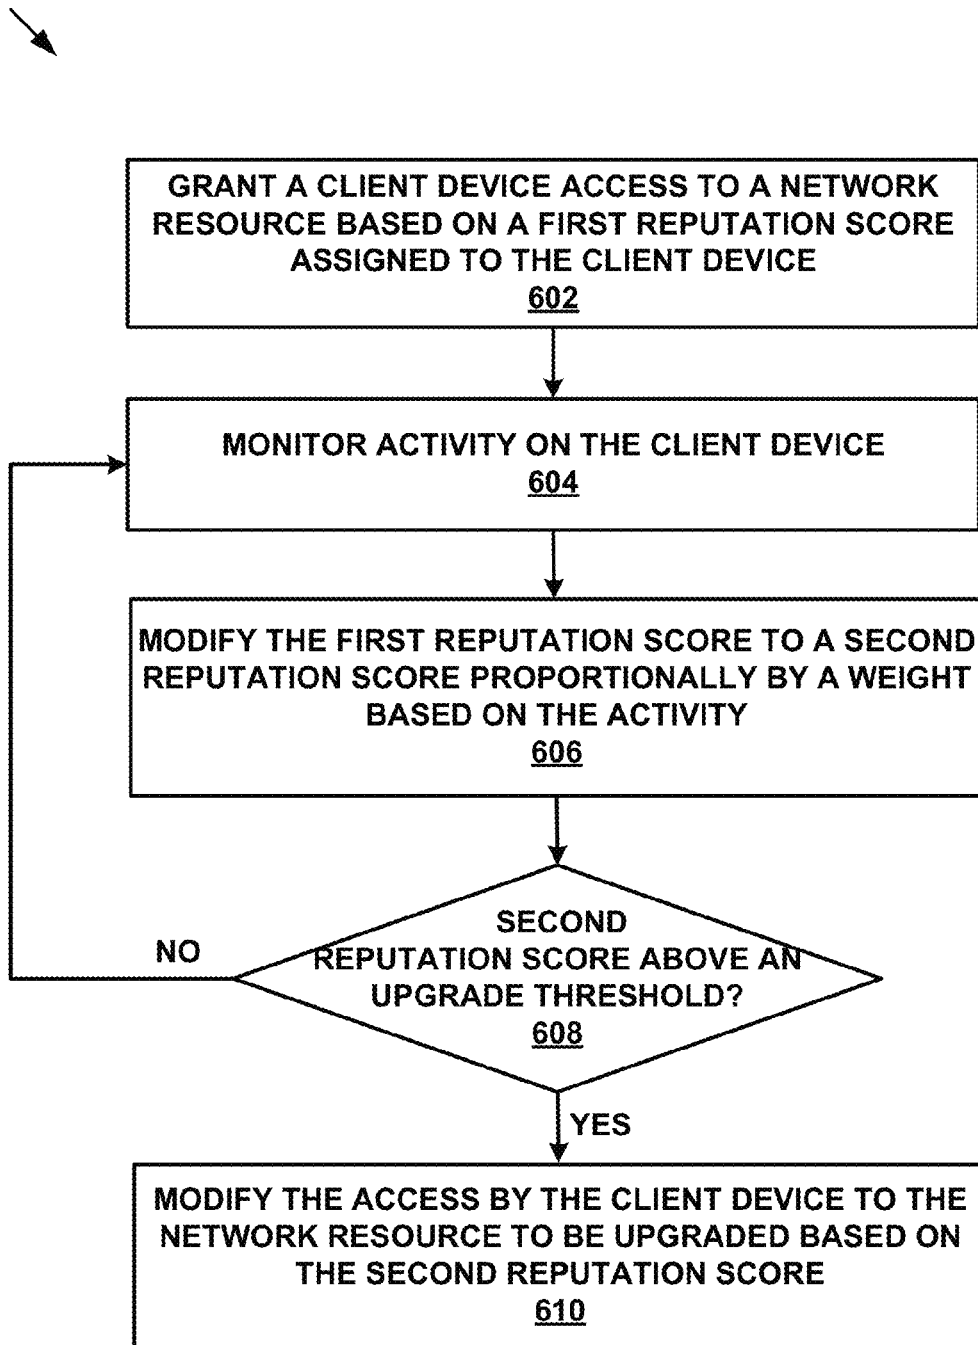 GRANT A CLIENT DEVICE ACCESS TO A NETWORK
RESOURCE BASED ON A FIRST REPUTATION SCORE
ASSIGNED TO THE CLIENT DEVICE
602
MONITOR ACTIVITY ON THE CLIENT DEVICE
604
MODIFY THE FIRST REPUTATION SCORE TO A SECOND
REPUTATION SCORE PROPORTIONALLY BY A WEIGHT
BASED ON THE ACTIVITY
606
SECOND
REPUTATION SCORE ABOVE AN
UPGRADE THRESHOLD?
608
NO
YES
MODIFY THE ACCESS BY THE CLIENT DEVICE TO THE
NETWORK RESOURCE TO BE UPGRADED BASED ON
THE SECOND REPUTATION SCORE
610